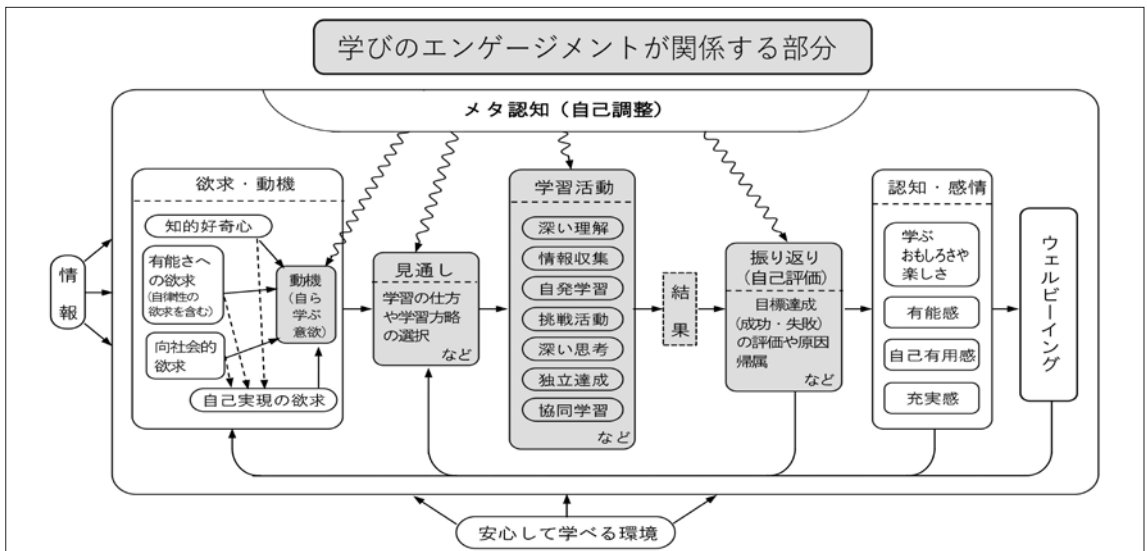 学びのエンゲージメントが関係する部分
メタ認知（自己調整）
情
報
欲求・動機
知的好奇心
有能さへ
の欲求
（自律性の
欲求を含む）
向社会的
欲求
動機
（自ら
学ぶ
意欲）
自己実現の欲求
見通し
学習の仕方
や学習方略
の選択
など
学習活動
深い理解
情報収集
自発学習
挑戦活動
深い思考
独立達成
協同学習
など
結
果
振り返り
（自己評価）
目標達成
（成功・失敗）
の評価や原因
帰属
など
認知・感情
学ぶ
おもしろさや
楽しさ
有能感
自己有用感
充実感
ウェルビーイング
安心して学べる環境